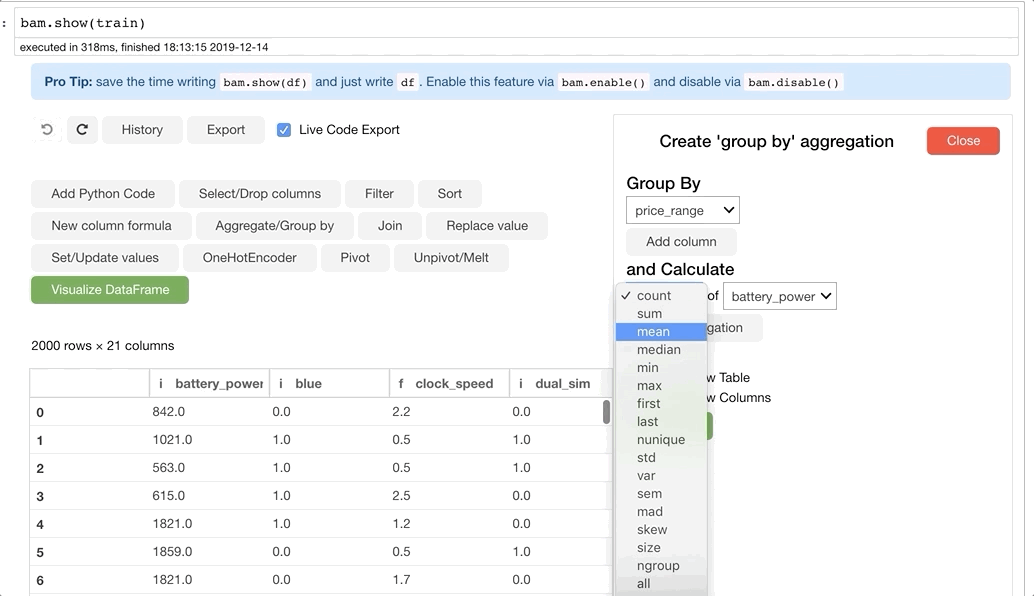 : bam.show(train)
executed in 318ms, finished 18:13:15 2019-12-14
Pro Tip: save the time writing bam.show(df) and just write df . Enable this feature via bam.enable() and disable via bam.disable()
History Export Live Code Export
Add Python Code Select/Drop columns Filter Sort
New column formula Aggregate/Group by Join Replace value
Set/Update values OneHotEncoder Pivot Unpivot/Melt
Visualize DataFrame
2000 rows × 21 columns
i battery_power i blue f clock_speed i dual_sim
0 842.0 0.0 2.2 0.0
1 1021.0 1.0 0.5 1.0
2 563.0 1.0 0.5 1.0
3 615.0 1.0 2.5 0.0
4 1821.0 1.0 1.2 0.0
5 1859.0 0.0 0.5 1.0
6 1821.0 0.0 1.7 0.0
Create 'group by' aggregation Close
Group By
price_range
Add column
and Calculate
✓ count of battery_power
sum
mean gation
median
min
max w Table
first w Columns
last
nunique
std
var
sem
mad
skew
size
ngroup
all